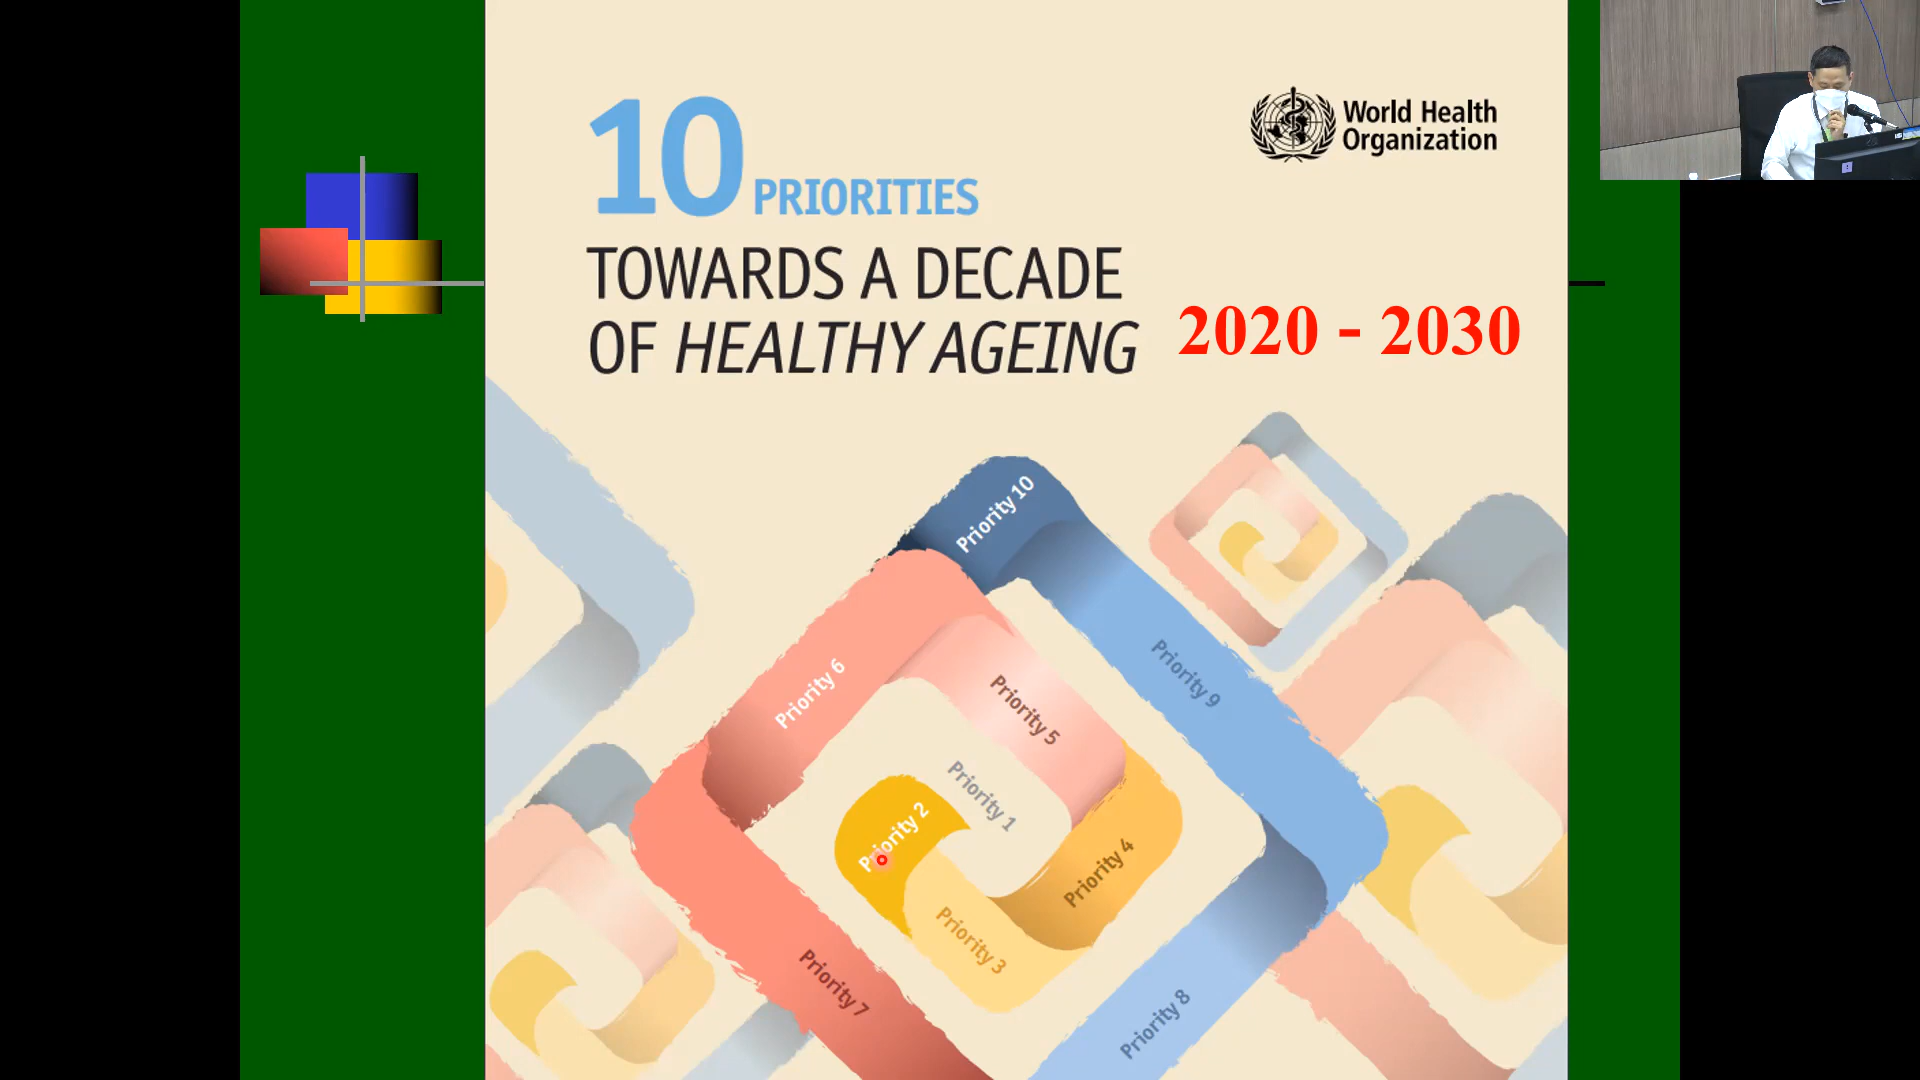 10 PRIORITIES
TOWARDS A DECADE
OF HEALTHY AGEING
2020 - 2030
World Health
Organization
Priority 10
Priority 9
Priority 6
Priority 5
Priority 1
Priority 2
Priority 4
Priority 3
Priority 7
Priority 8